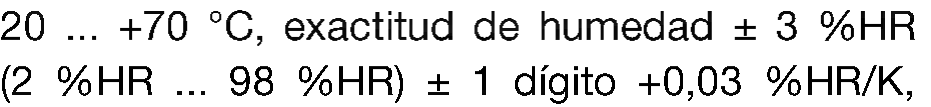 20 ... +70 °C, exactitud de humedad ± 3 %HR
(2 %HR ... 98 %HR) ± 1 dígito +0,03 %HR/K,